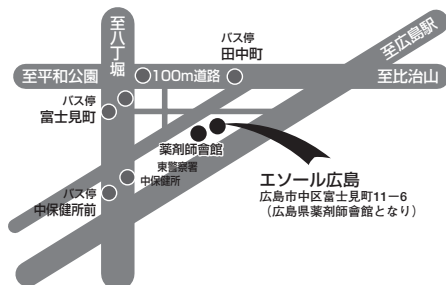 至八丁堀
バス停
田中町
至広島駅
至平和公園
100m道路
至比治山
バス停
富士見町
薬剤師會館
東警察署
中保健所
バス停
中保健所前
エソール広島
広島市中区富士見町11−6
（広島県薬剤師會館となり）